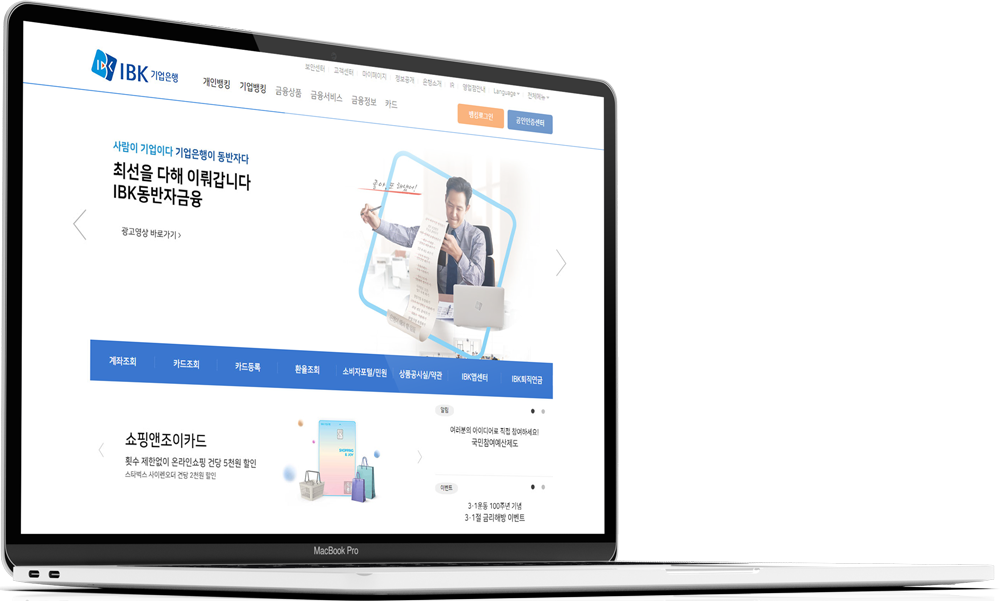 보안센터 고객센터 마이페이지 정보공개 은행소개 IR 영업점안내 Language 전체메뉴
IBK 기업은행
개인뱅킹 기업뱅킹 금융상품 금융서비스 금융정보 카드
뱅킹로그인 공인인증센터
사람이 기업이다 기업은행이 동반자다
최선을 다해 이뤄갑니다
IBK동반자금융
광고영상 바로가기 >
계좌조회 카드조회 카드등록 환율조회 소비자포털/민원 상품공시실/약관 IBK앱센터 IBK퇴직연금
쇼핑앤조이카드
횟수 제한없이 온라인쇼핑 건당 5천원 할인
스타벅스 사이렌오더 건당 2천원 할인
SHOPPING
& JOY
알림
여러분의 아이디어로 직접 참여하세요!
국민참여예산제도
이벤트
3·1운동 100주년 기념
3·1절 금리해방 이벤트
MacBook Pro